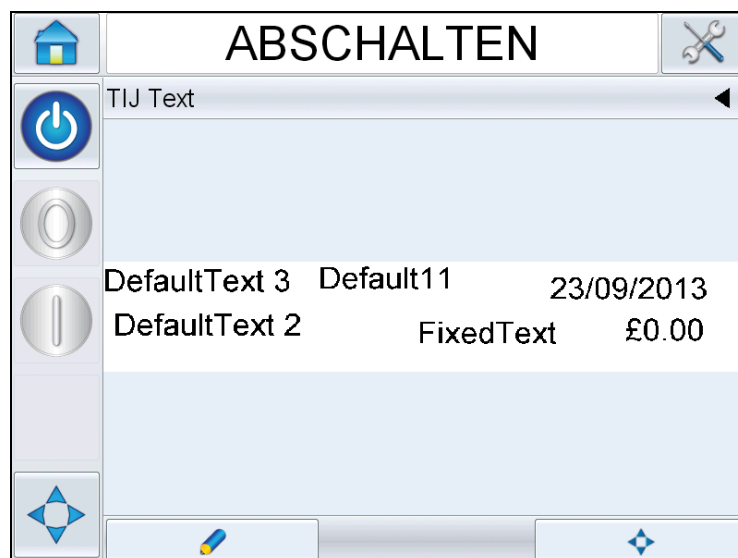 ABSCHALTEN
TIJ Text
DefaultText 3 Default11 23/09/2013
DefaultText 2 FixedText £0.00